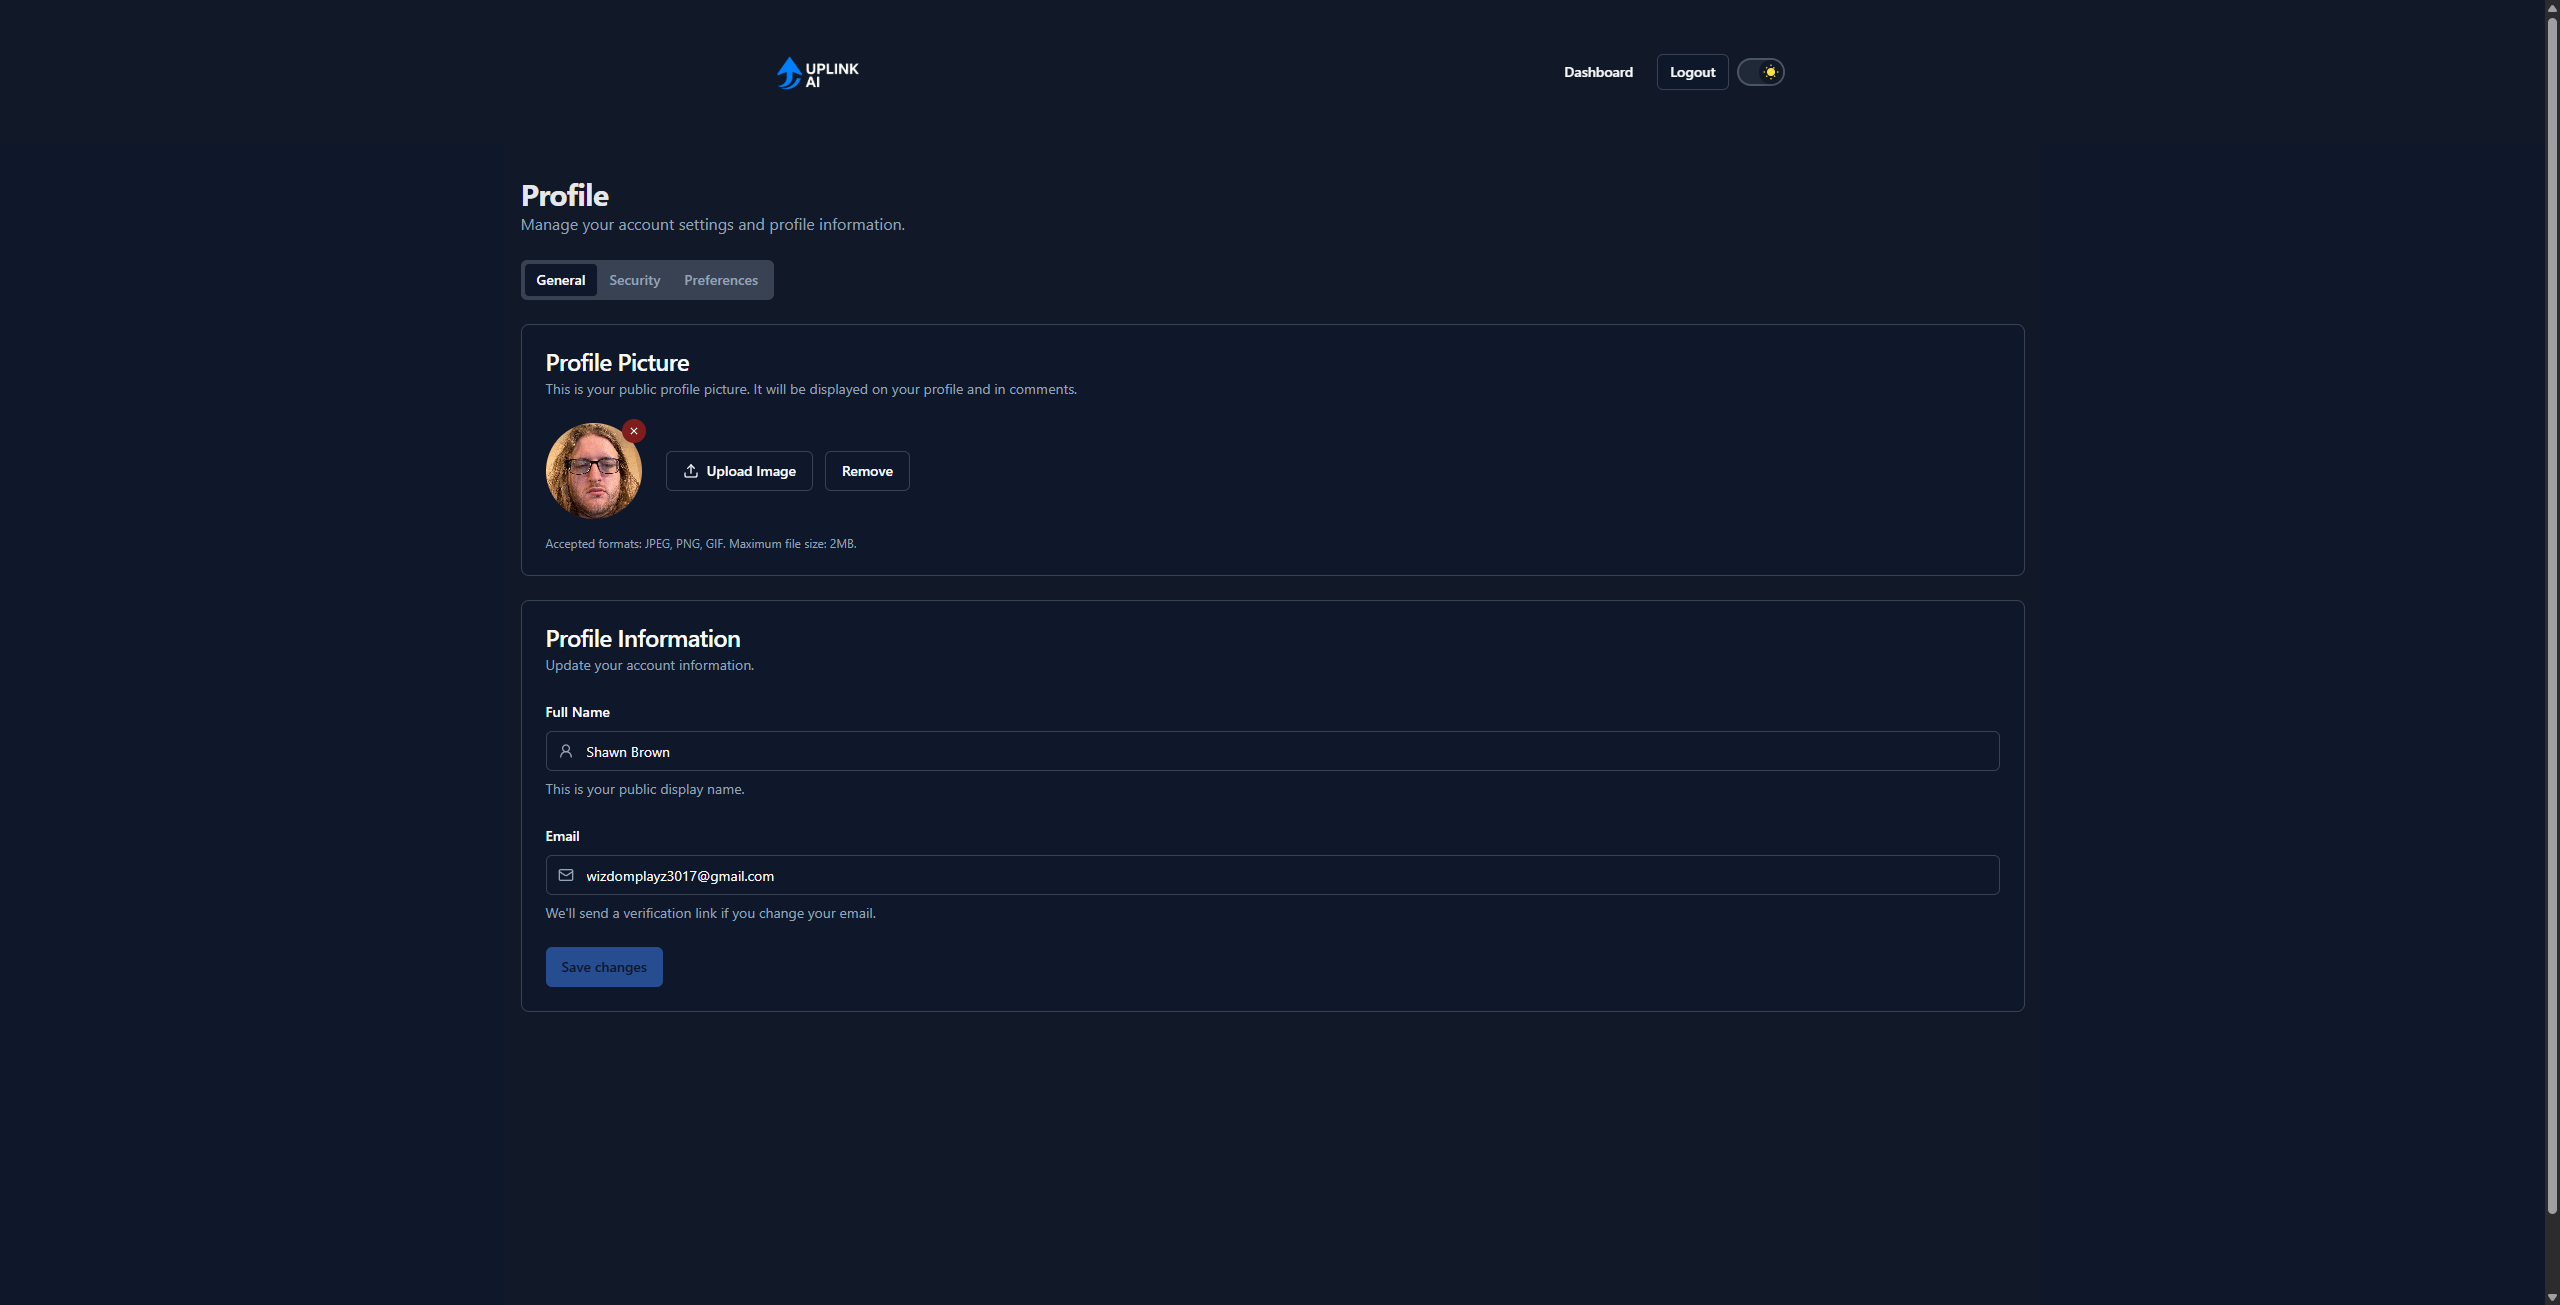 UPLINK
AI
Dashboard
Logout
Profile
Manage your account settings and profile information.
General
Security
Preferences
Profile Picture
This is your public profile picture. It will be displayed on your profile and in comments.
Upload Image
Remove
Accepted formats: JPEG, PNG, GIF. Maximum file size: 2MB.
Profile Information
Update your account information.
Full Name
Shawn Brown
This is your public display name.
Email
wizdomplayz3017@gmail.com
We'll send a verification link if you change your email.
Save changes